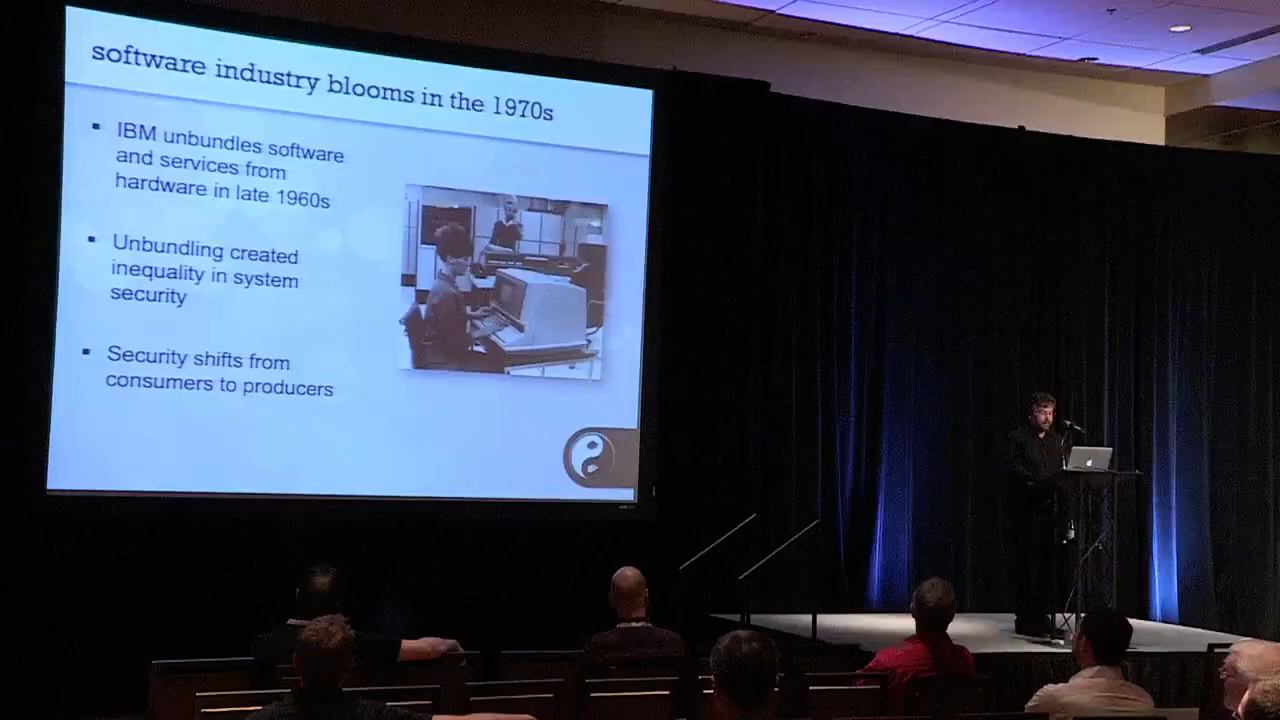 software industry blooms in the 1970s
▪ IBM unbundles software
and services from
hardware in late 1960s
▪ Unbundling created
inequality in system
security
▪ Security shifts from
consumers to producers